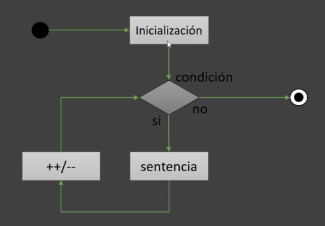 Inicialización
condición
no
si
++/--
sentencia